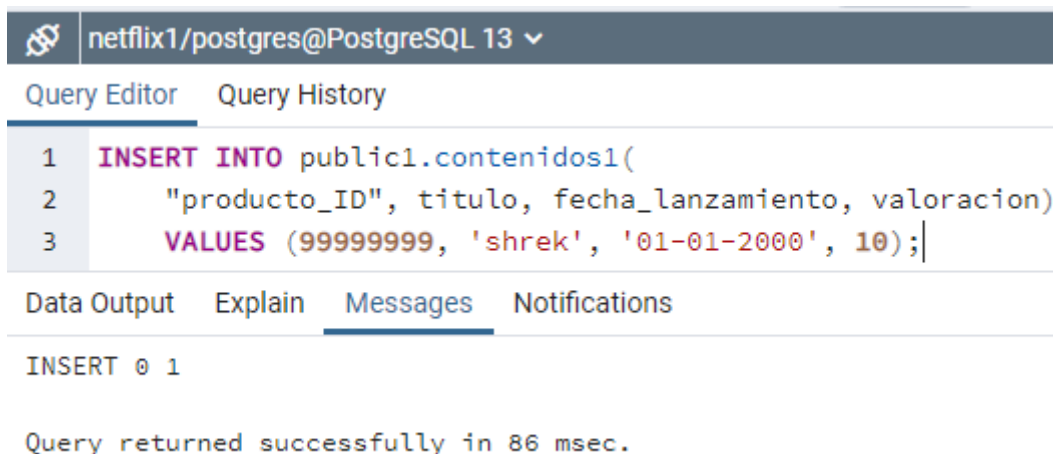 netflix1/postgres@PostgreSQL 13
Query Editor Query History
1 INSERT INTO public1.contenidos1(
2 "producto_ID", titulo, fecha_lanzamiento, valoracion)
3 VALUES (99999999, 'shrek', '01-01-2000', 10);
Data Output Explain Messages Notifications
INSERT 0 1
Query returned successfully in 86 msec.